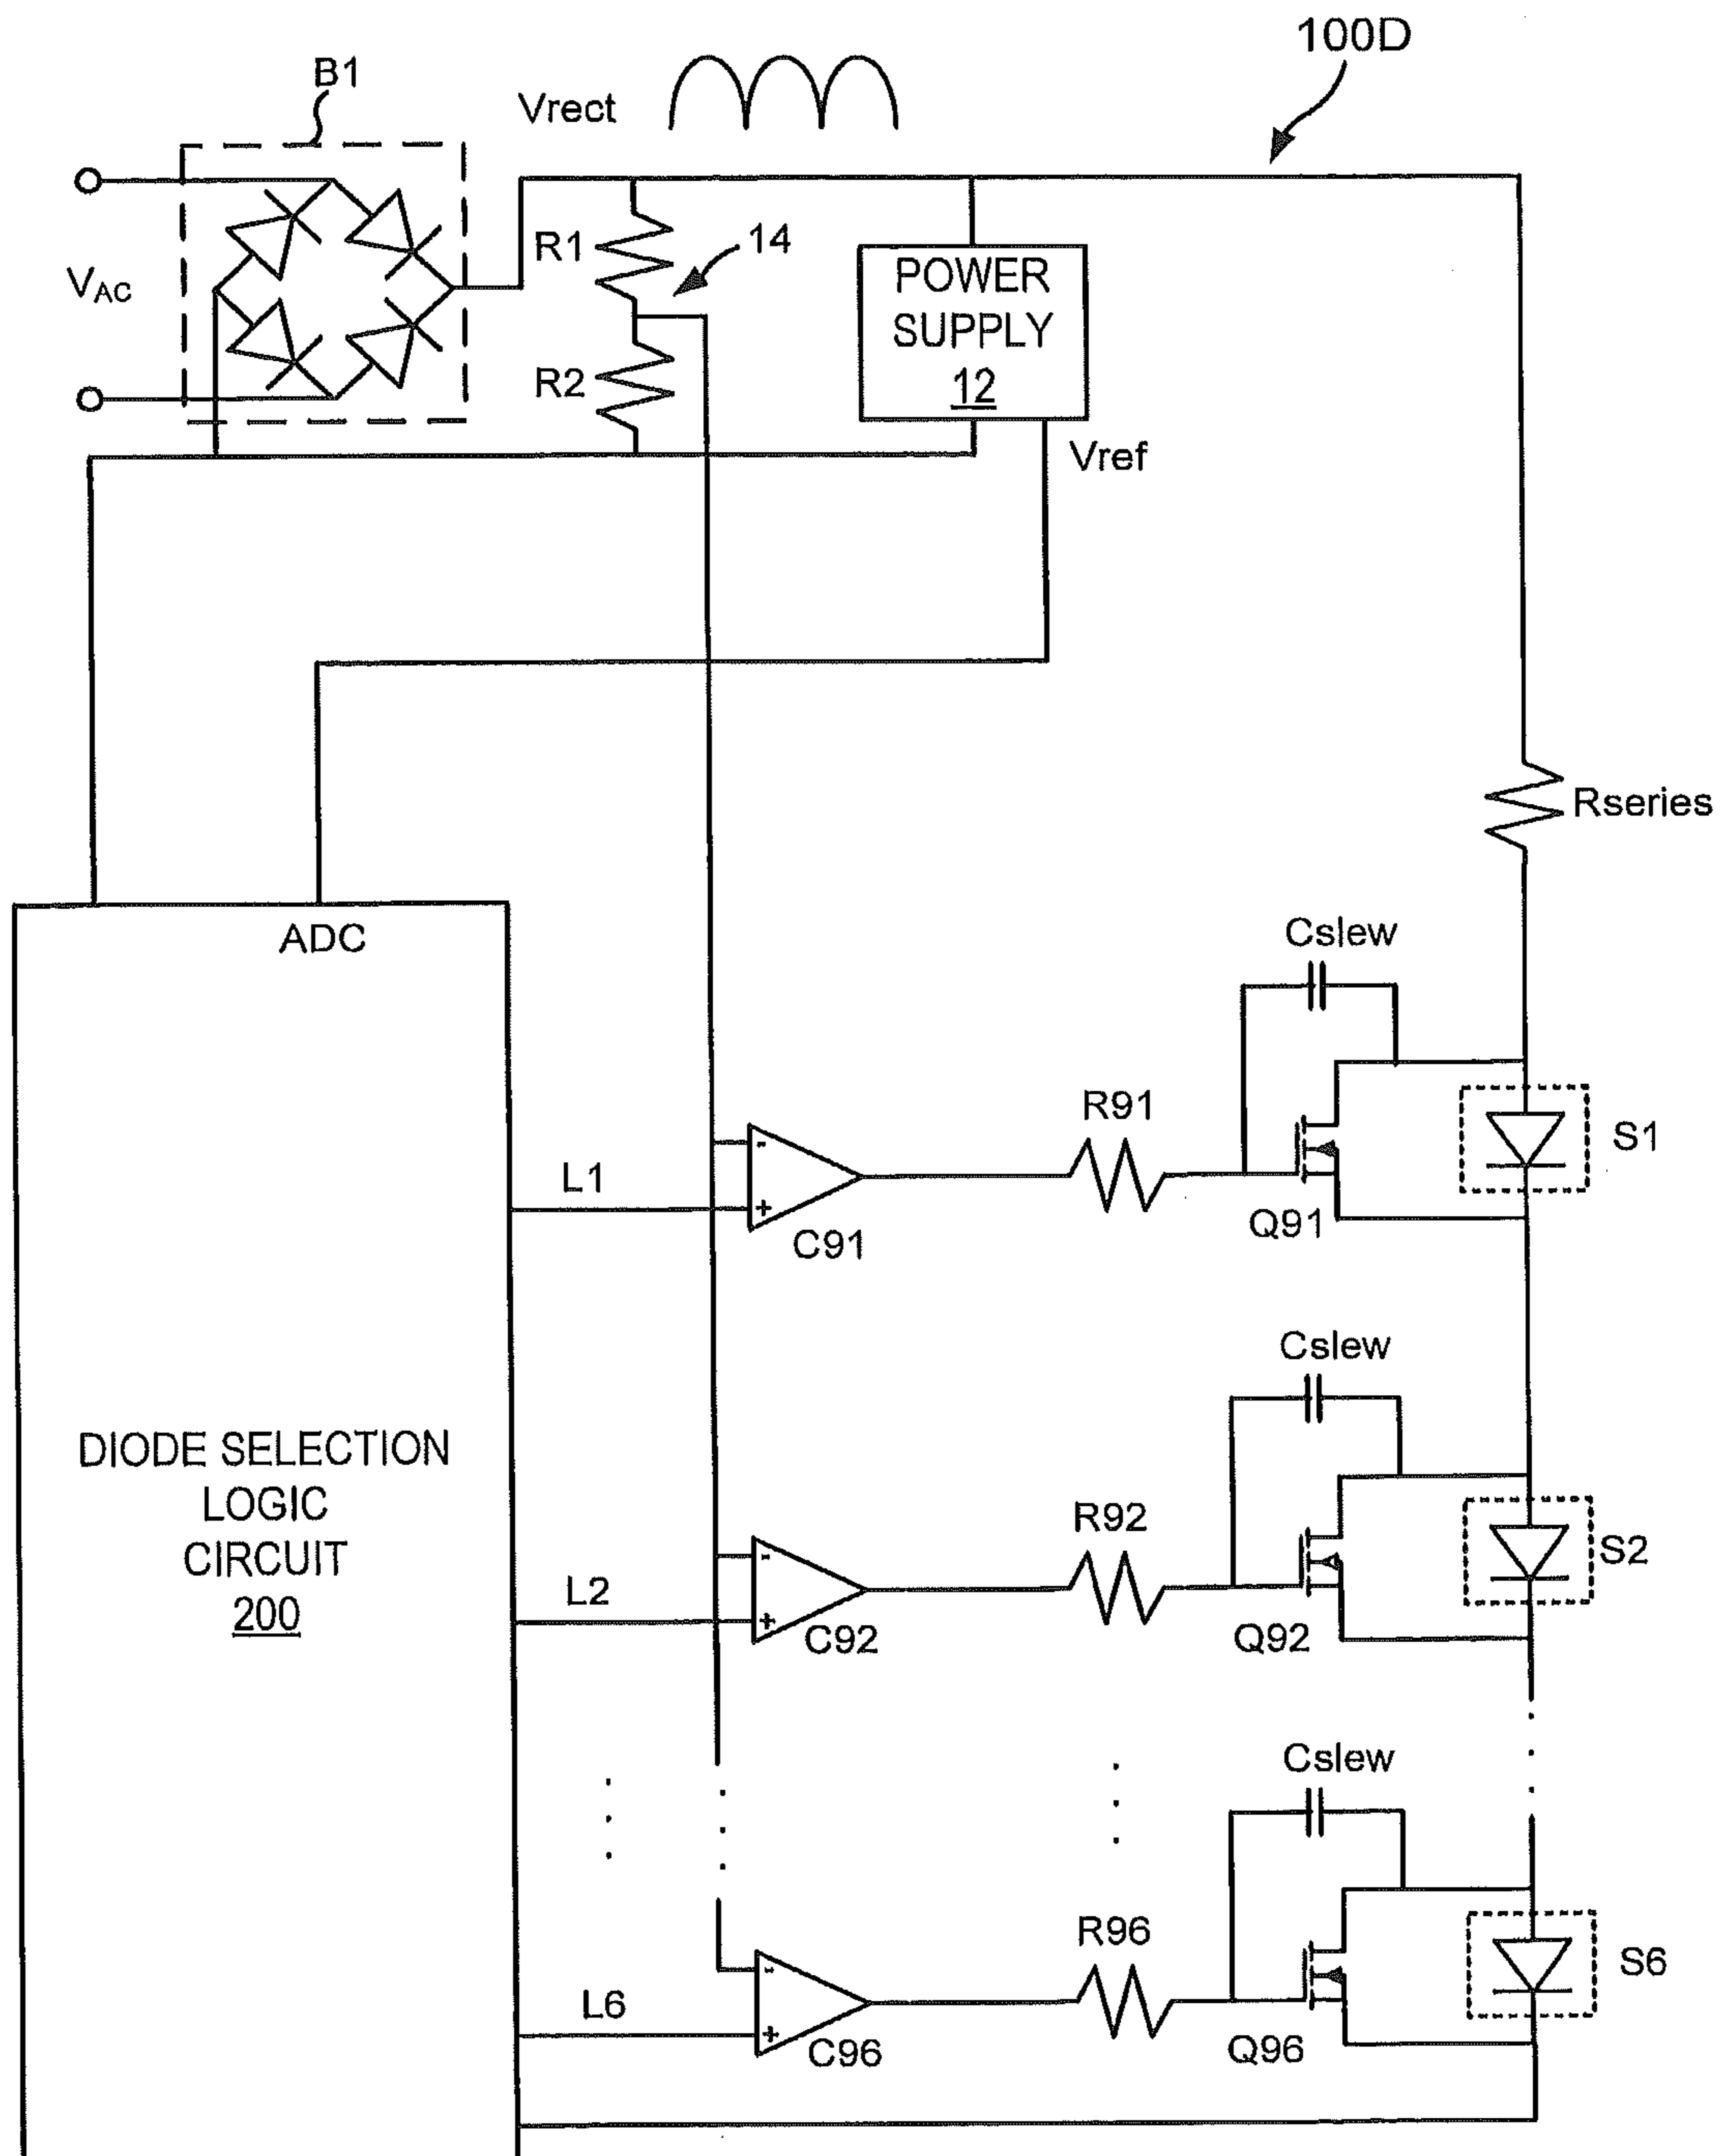 100D
B1
Vrect
R1
14
POWER
SUPPLY
12
VAC
R2
Vref
Rseries
ADC
Cslew
R91
S1
L1
-
+
C91
Q91
Cslew
DIODE SELECTION
LOGIC
CIRCUIT
200
R92
S2
L2
-
+
C92
Q92
Cslew
R96
S6
L6
-
+
C96
Q96